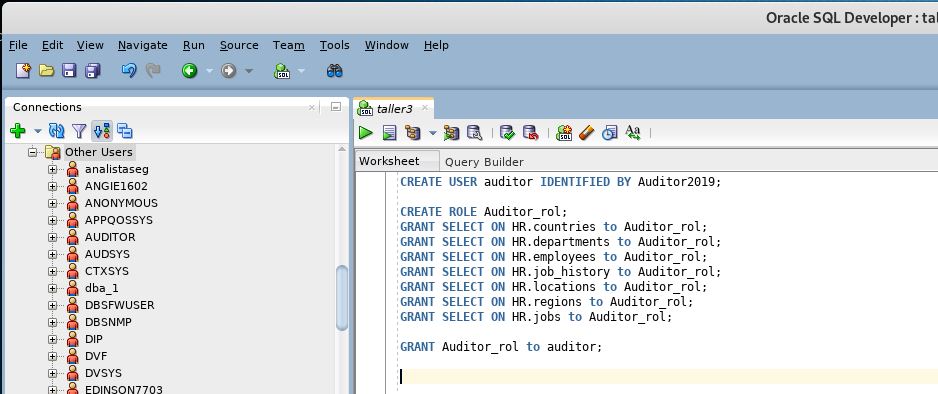 Oracle SQL Developer : tal
File Edit View Navigate Run Source Team Tools Window Help
SQL
Connections
taller3
SQL
Worksheet Query Builder
Other Users
analistaseg
ANGIE1602
ANONYMOUS
APPQOSSYS
AUDITOR
AUDSYS
CTXSYS
dba_1
DBSFWUSER
DBSNMP
DIP
DVF
DVSYS
EDINSON7703
CREATE USER auditor IDENTIFIED BY Auditor2019;
CREATE ROLE Auditor_rol;
GRANT SELECT ON HR.countries to Auditor_rol;
GRANT SELECT ON HR.departments to Auditor_rol;
GRANT SELECT ON HR.employees to Auditor_rol;
GRANT SELECT ON HR.job_history to Auditor_rol;
GRANT SELECT ON HR.locations to Auditor_rol;
GRANT SELECT ON HR.regions to Auditor_rol;
GRANT SELECT ON HR.jobs to Auditor_rol;
GRANT Auditor_rol to auditor;